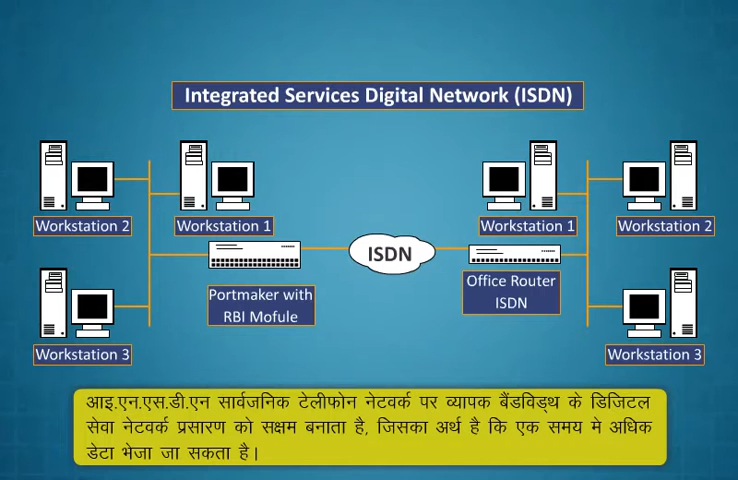 Integrated Services Digital Network (ISDN)
Workstation 2
Workstation 1
Workstation 1
Workstation 2
ISDN
Portmaker with
RBI Mofule
Office Router
ISDN
Workstation 3
Workstation 3
आइ.एन.एस.डी.एन सार्वजनिक टेलीफोन नेटवर्क पर व्यापक बैंडविड्थ के डिजिटल
सेवा नेटवर्क प्रसारण को सक्षम बनाता है, जिसका अर्थ है कि एक समय मे अधिक
डेटा भेजा जा सकता है।